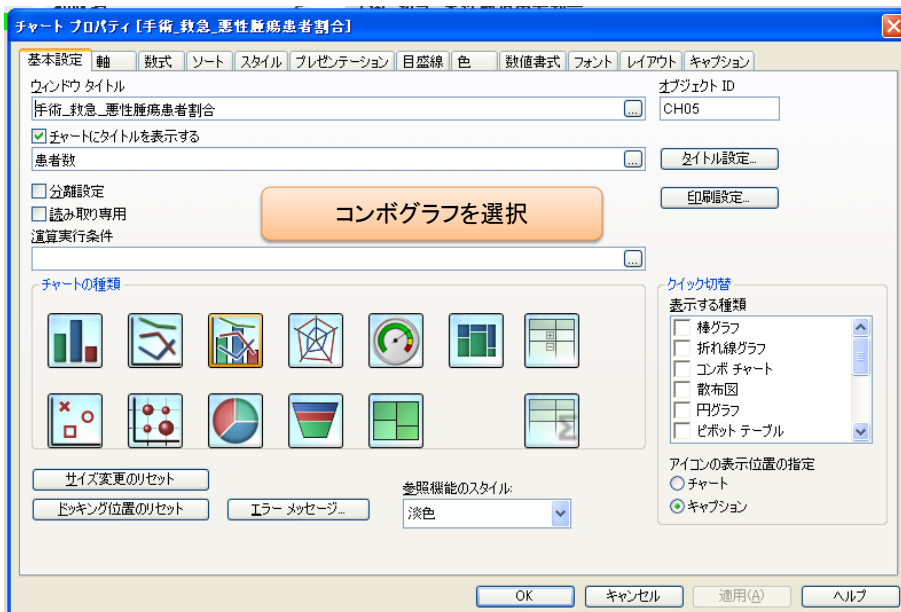 チャート プロパティ [手術_救急_悪性腫瘍患者割合]
基本設定 軸 数式 ソート スタイル プレゼンテーション 目盛線 色 数値書式 フォント レイアウト キャプション
ウィンドウ タイトル
オブジェクト ID
手術_救急_悪性腫瘍患者割合 ...
CH05
チャートにタイトルを表示する
患者数 ...
タイトル設定...
分離設定
印刷設定...
読み取り専用
コンボグラフを選択
演算実行条件
...
チャートの種類
クイック切替
表示する種類
棒グラフ
折れ線グラフ
コンボ チャート
散布図
円グラフ
ピボット テーブル
アイコンの表示位置の指定
チャート
キャプション
サイズ変更のリセット
参照機能のスタイル:
ドッキング位置のリセット エラー メッセージ...
淡色
OK キャンセル 適用(A) ヘルプ